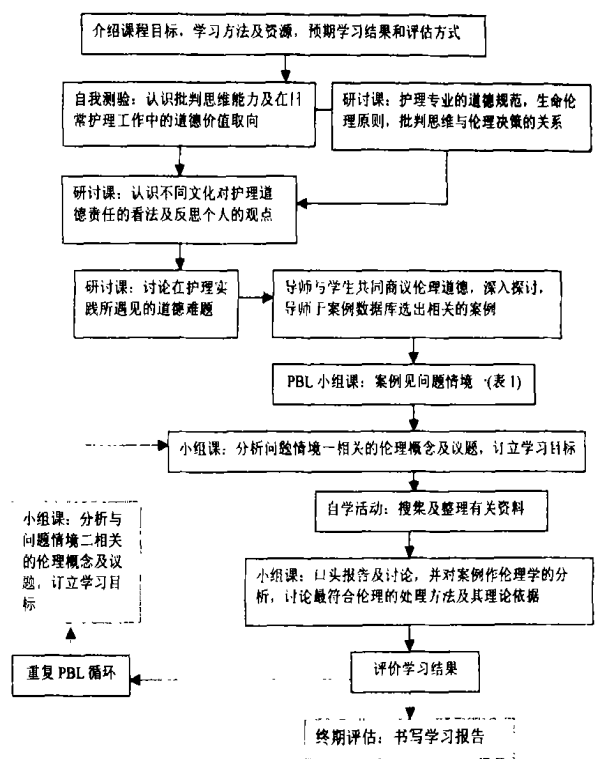 介绍课程目标，学习方法及资源，预期学习结果和评估方式
自我测验：认识批判思维能力及在日
常护理工作中的道德价值取向
研讨课：护理专业的道德规范，生命伦
理原则，批判思维与伦理决策的关系
研讨课：认识不同文化对护理道
德责任的看法及反思个人的观点
研讨课：讨论在护理实
践所遇见的道德难题
导师与学生共同商议伦理道德，深入探讨，
导师于案例数据库选出相关的案例
PBL 小组课：案例见问题情境一(表1)
小组课：分析问题情境一相关的伦理概念及议题，订立学习目标
自学活动：搜集及整理有关资料
小组课：分析与
问题情境二相关
的伦理概念及议
题，订立学习目
标
小组课：口头报告及讨论，并对案例作伦理学的分
析，讨论最符合伦理的处理方法及其理论依据
重复 PBL 循环
评价学习结果
终期评估：书写学习报告